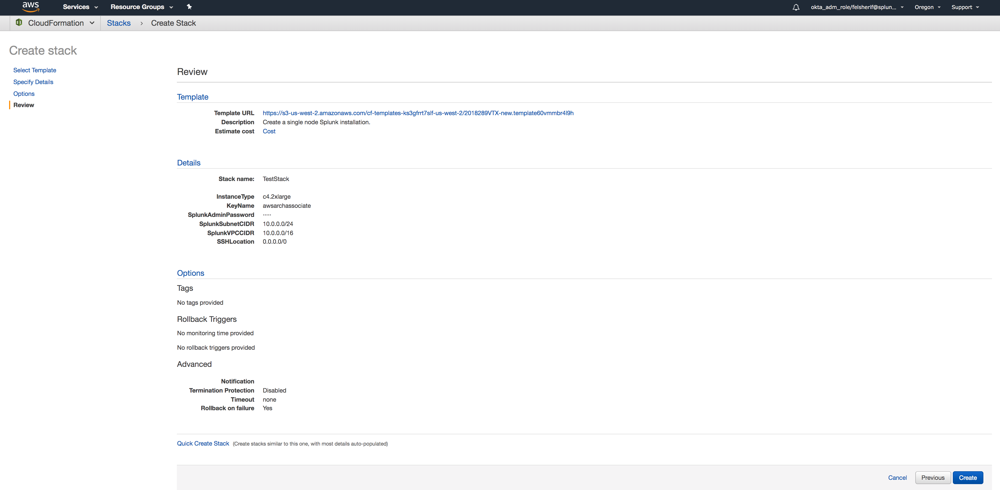 aws Services Resource Groups okta_adm_role/felsherif@splun... Oregon Support
CloudFormation Stacks > Create Stack
Create stack
Select Template
Specify Details
Options
Review
Review
Template
Template URL https://s3-us-west-2.amazonaws.com/cf-templates-ks3gfrrt7slf-us-west-2/2018289VTX-new.template60vmmbr4l9h
Description Create a single node Splunk installation.
Estimate cost Cost
Details
Stack name: TestStack
InstanceType c4.2xlarge
KeyName awsarchassociate
SplunkAdminPassword ·····
SplunkSubnetCIDR 10.0.0.0/24
SplunkVPCCIDR 10.0.0.0/16
SSHLocation 0.0.0.0/0
Options
Tags
No tags provided
Rollback Triggers
No monitoring time provided
No rollback triggers provided
Advanced
Notification
Termination Protection Disabled
Timeout none
Rollback on failure Yes
Quick Create Stack (Create stacks similar to this one, with most details auto-populated)
Cancel Previous Create